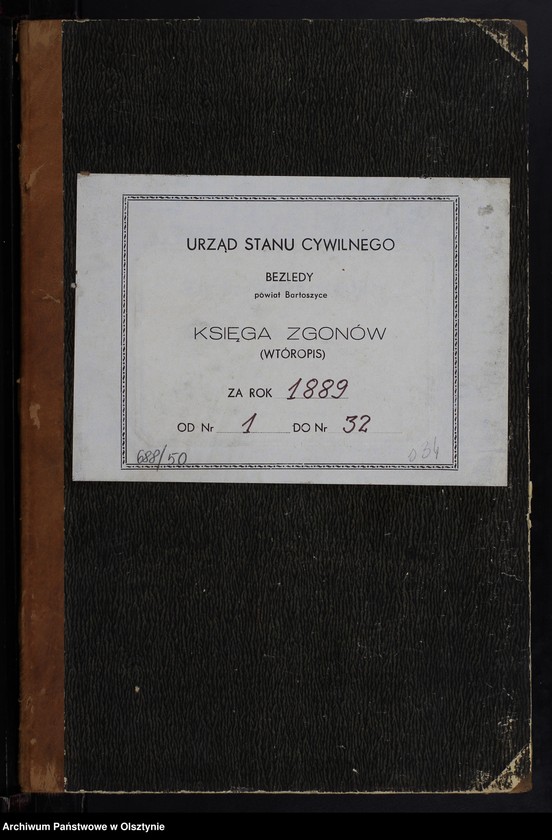 URZĄD STANU CYWILNEGO
BEZLEDY
powiat Bartoszyce
KSIĘGA ZGONÓW
(WTÓROPIS)
ZA ROK 1889
OD Nr 1 DO Nr 32
688/50
034
Archiwum Państwowe w Olsztynie